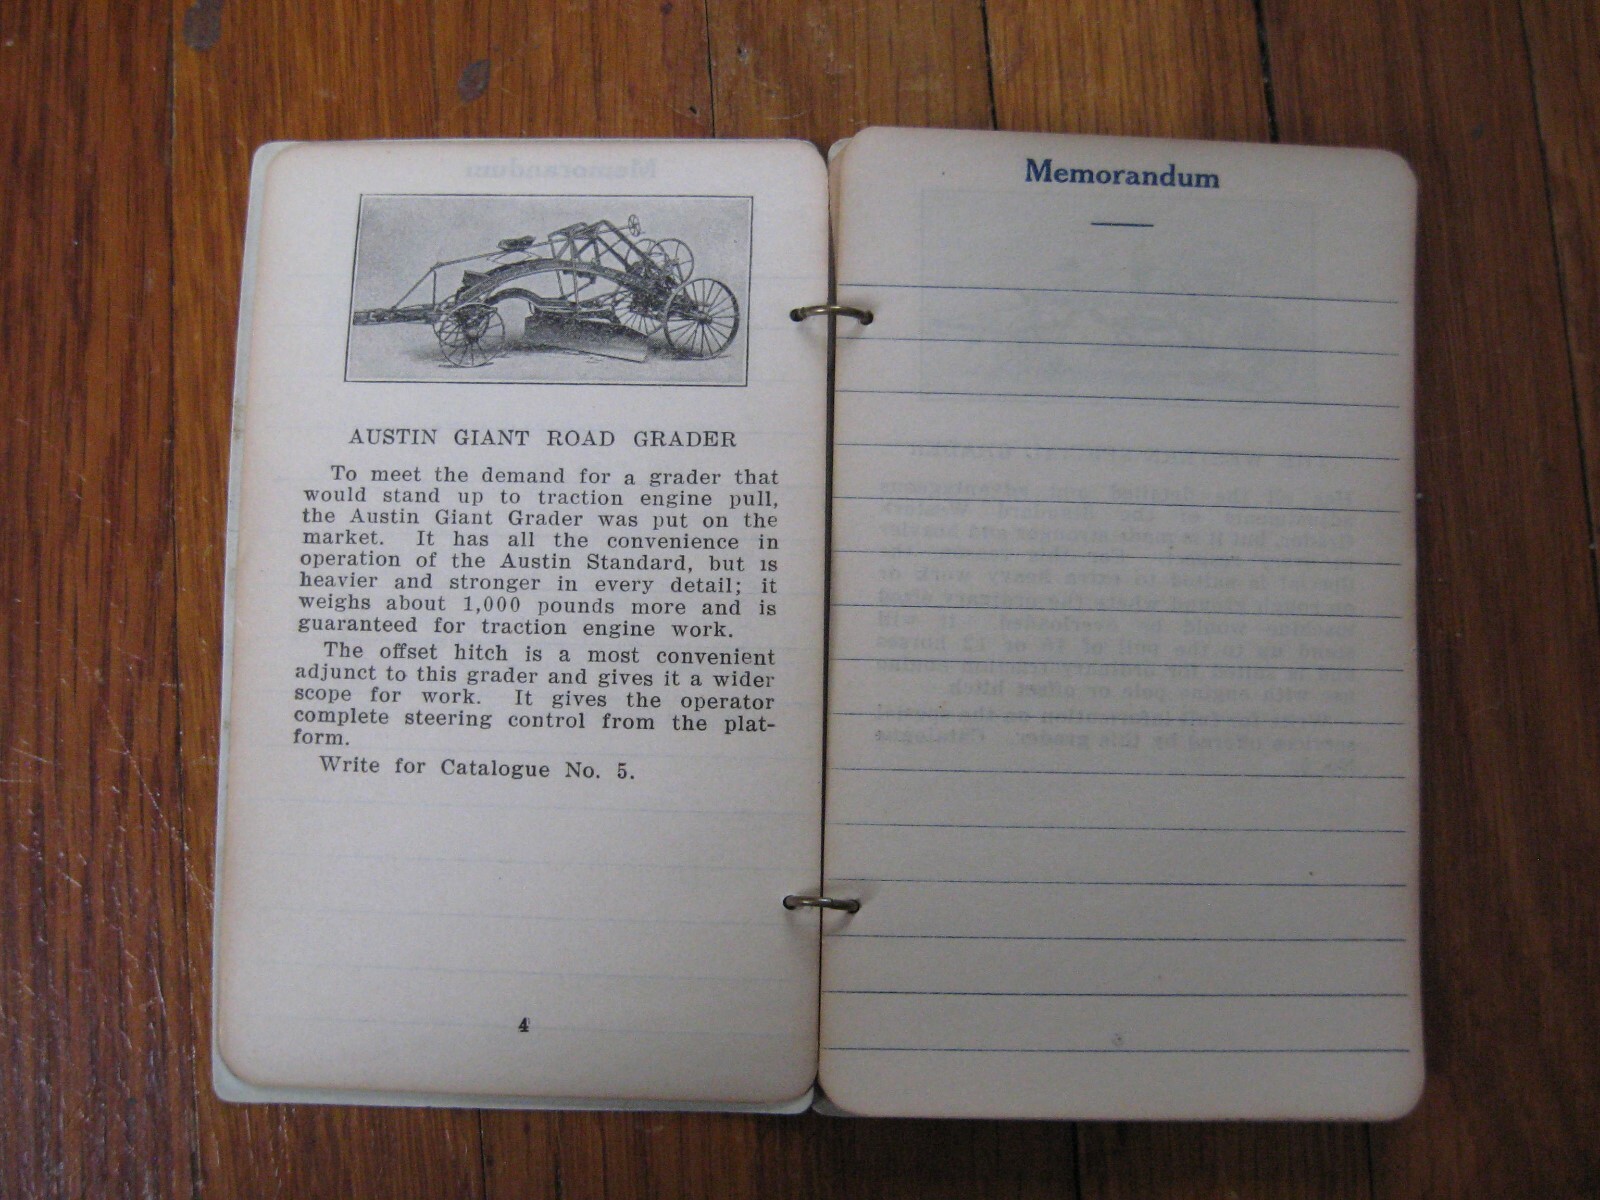 AUSTIN GIANT ROAD GRADER
To meet the demand for a grader that
would stand up to traction engine pull,
the Austin Giant Grader was put on the
market. It has all the convenience in
operation of the Austin Standard, but is
heavier and stronger in every detail; it
weighs about 1,000 pounds more and is
guaranteed for traction engine work.
The offset hitch is a most convenient
adjunct to this grader and gives it a wider
scope for work. It gives the operator
complete steering control from the plat-
form.
Write for Catalogue No. 5.
4
Memorandum